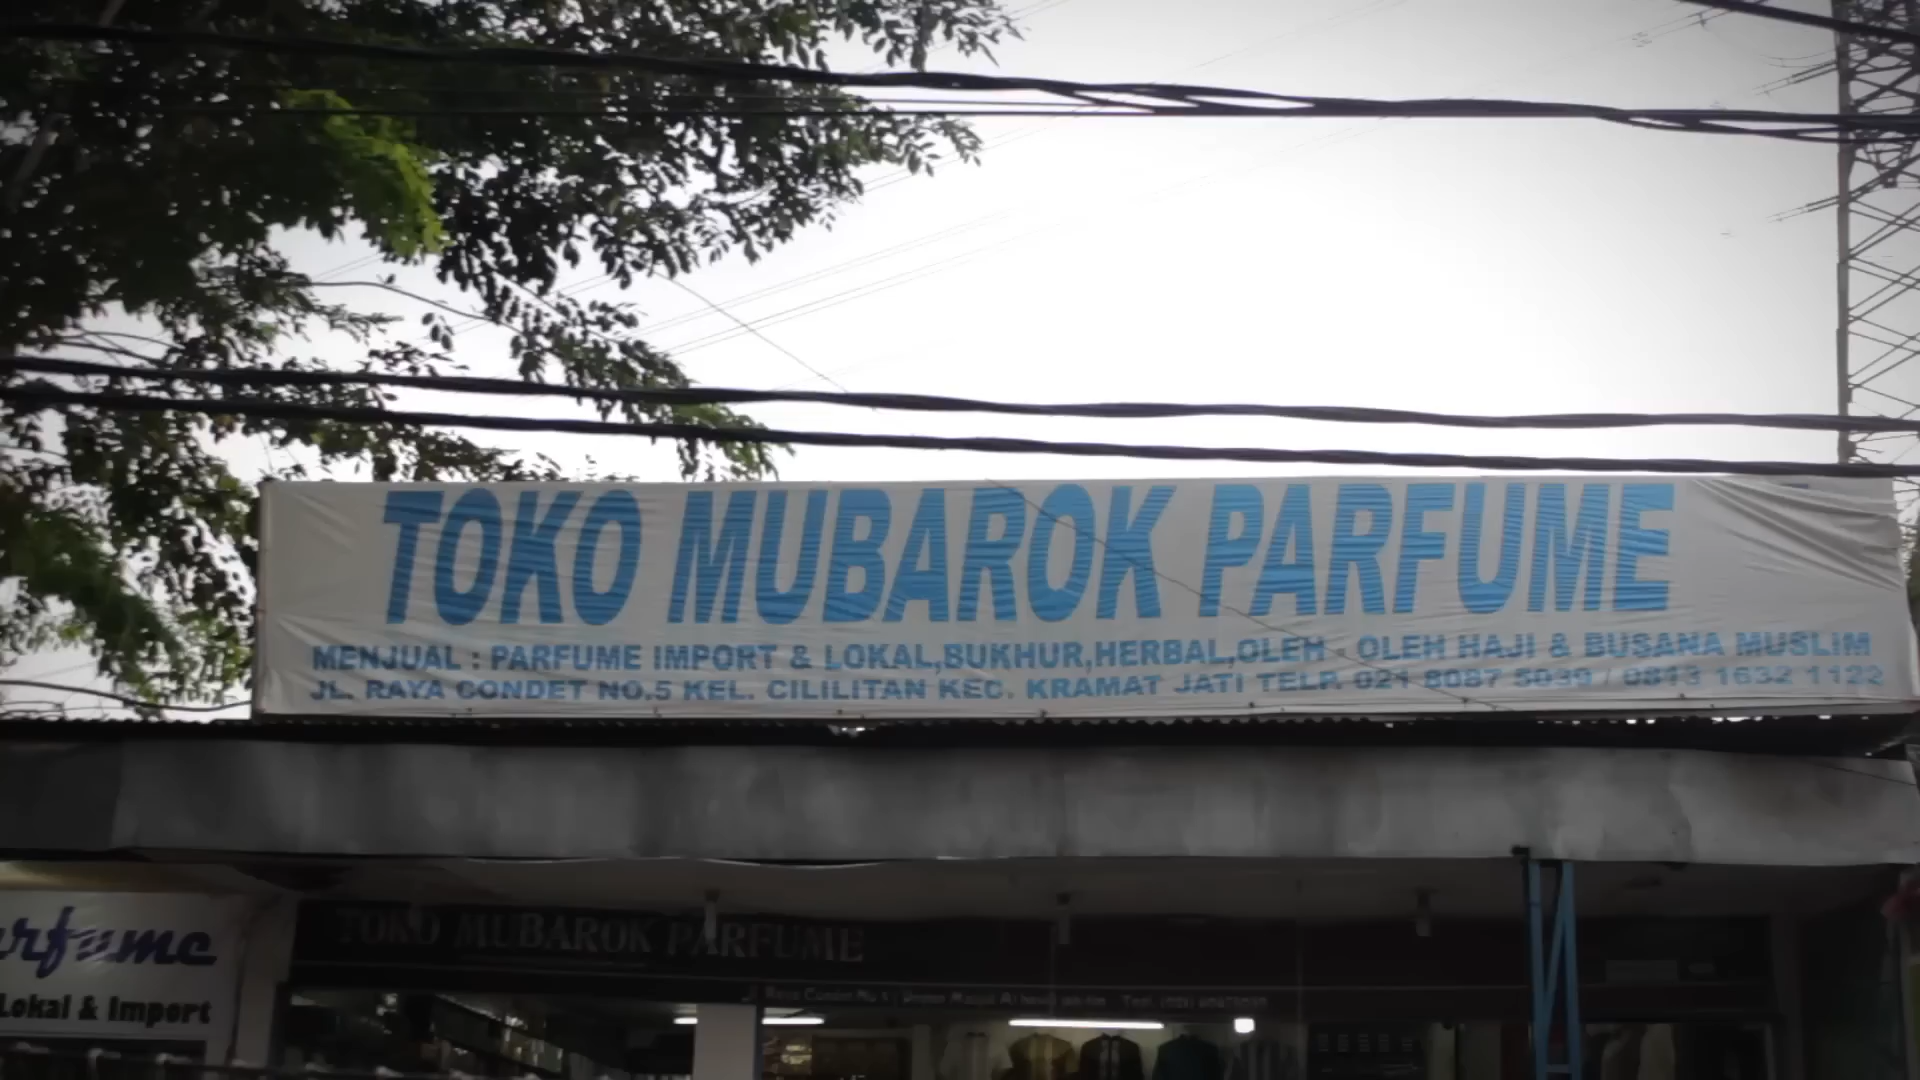 TOKO MUBAROK PARFUME
MENJUAL : PARFUME IMPORT & LOKAL,BUKHUR,HERBAL,OLEH - OLEH HAJI & BUSANA MUSLIM
JL. RAYA CONDET NO.5 KEL. CILILITAN KEC. KRAMAT JATI TELP. 021 8087 5039 / 0813 1632 1122
TOKO MUBAROK PARFUME
Lokal & Import